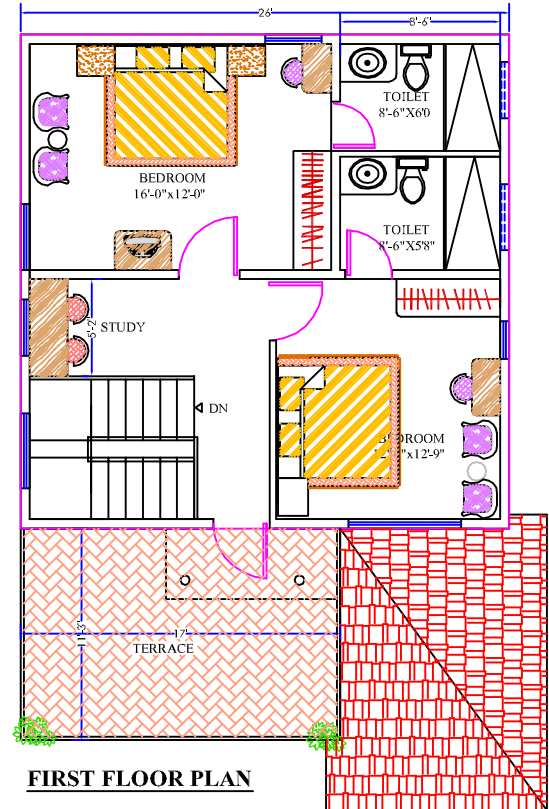 26'
8'-6"
TOILET
8'-6"X6'0
BEDROOM
16'-0"x12'-0"
TOILET
8'-6"X5'8"
5'-2"
STUDY
DN
x12'-9"
17'
11'-3"
TERRACE
FIRST FLOOR PLAN